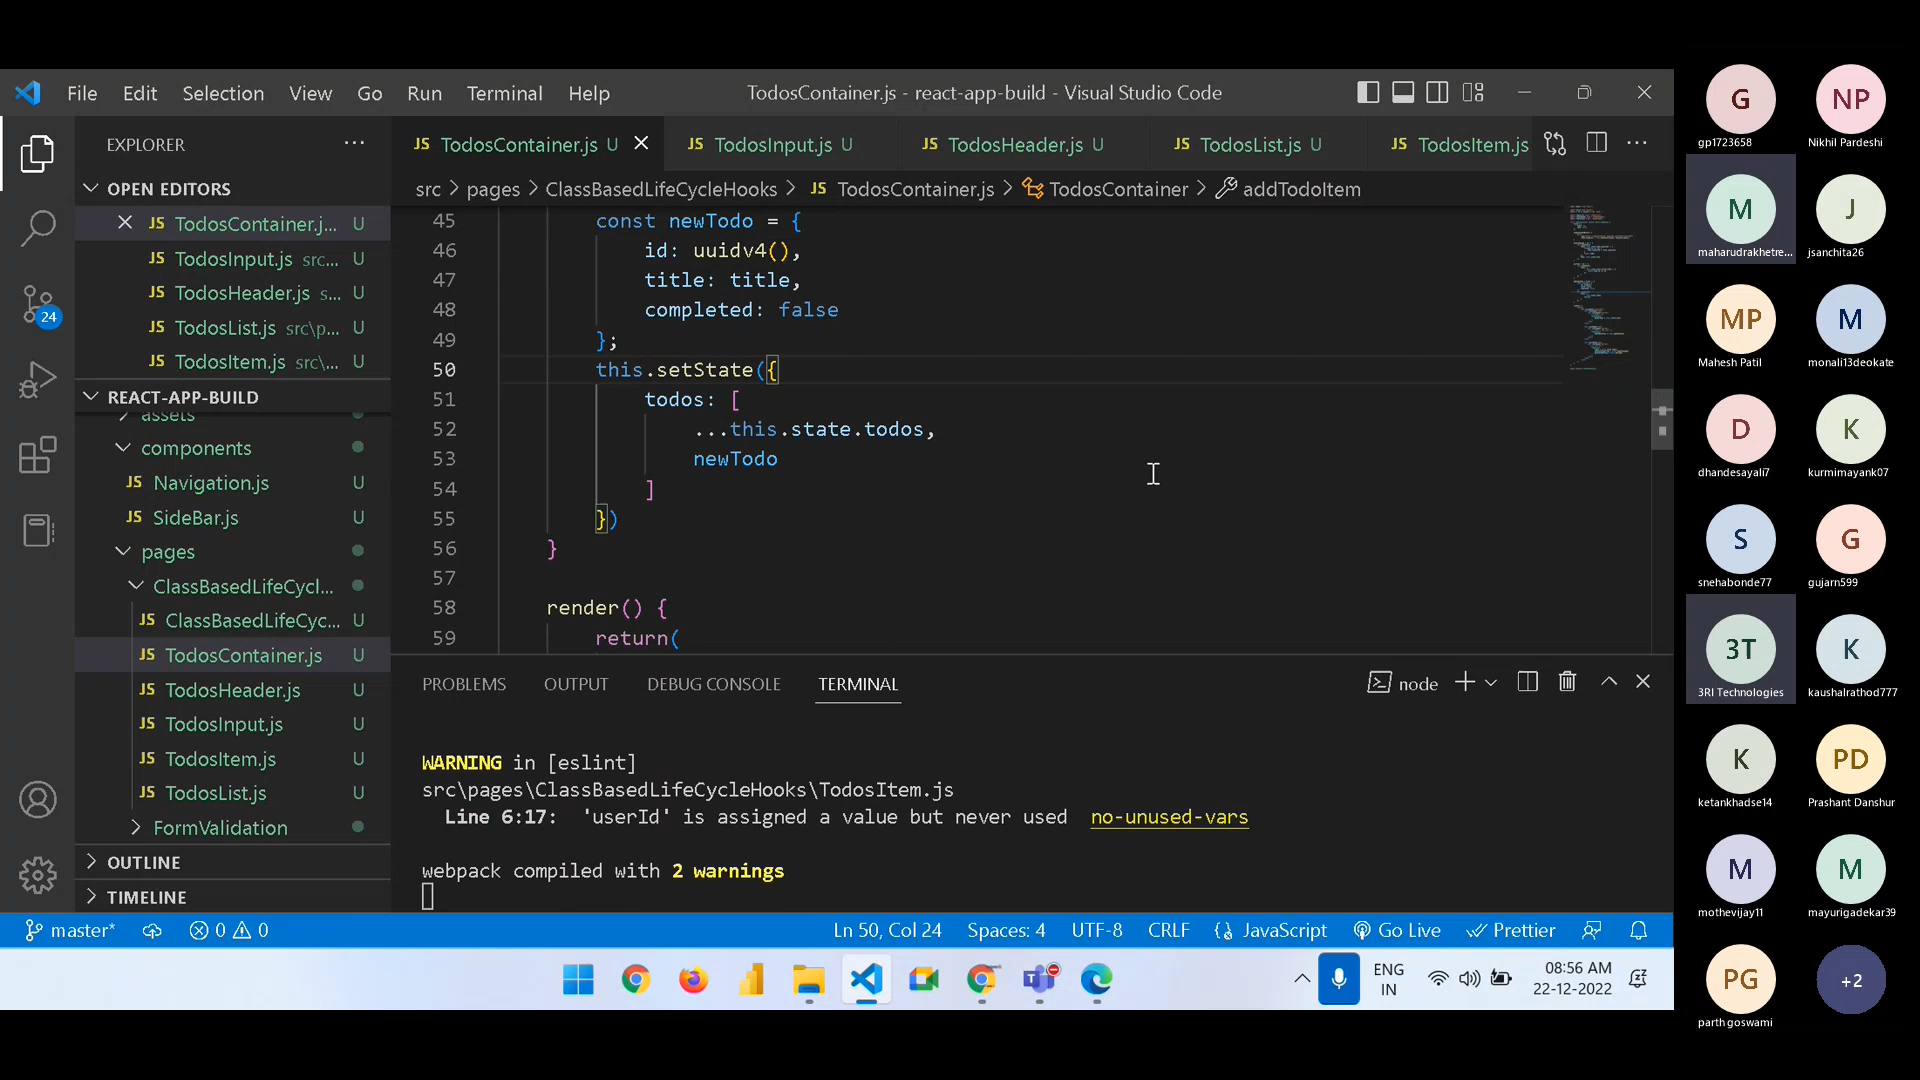 File Edit Selection View Go Run Terminal Help
TodosContainer.js - react-app-build - Visual Studio Code
EXPLORER
OPEN EDITORS
TodosContainer.j... U
TodosInput.js src... U
TodosHeader.js s... U
TodosList.js src\p... U
TodosItem.js src\... U
24
REACT-APP-BUILD
assets
components
JS Navigation.js U
JS SideBar.js U
pages
ClassBasedLifeCycl...
JS ClassBasedLifeCyc... U
JS TodosContainer.js U
JS TodosHeader.js U
JS TodosInput.js U
JS TodosItem.js U
JS TodosList.js U
FormValidation
OUTLINE
TIMELINE
JS TodosContainer.js U JS TodosInput.js U JS TodosHeader.js U JS TodosList.js U JS TodosItem.js
src > pages > ClassBasedLifeCycleHooks > JS TodosContainer.js > TodosContainer > addTodoItem
45 const newTodo = {
46 id: uuidv4(),
47 title: title,
48 completed: false
49 };
50 this.setState({
51 todos: [
52 ...this.state.todos,
53 newTodo
54 ]
55 })
56 }
57
58 render() {
59 return(
PROBLEMS OUTPUT DEBUG CONSOLE TERMINAL
node
WARNING in [eslint]
src\pages\ClassBasedLifeCycleHooks\TodosItem.js
Line 6:17: 'userId' is assigned a value but never used no-unused-vars
webpack compiled with 2 warnings
master* 0 0 Ln 50, Col 24 Spaces: 4 UTF-8 CRLF JavaScript Go Live Prettier
ENG
IN
08:56 AM
22-12-2022
G NP
gp1723658 Nikhil Pardeshi
M J
maharudrakhetre... jsanchita26
MP M
Mahesh Patil monali13deokate
D K
dhandesayali7 kurmimayank07
S G
snehabonde77 gujarn599
3T K
3RI Technologies kaushalrathod777
K PD
ketankhadse14 Prashant Danshur
M M
mothevijay11 mayurigadekar39
PG +2
parth goswami